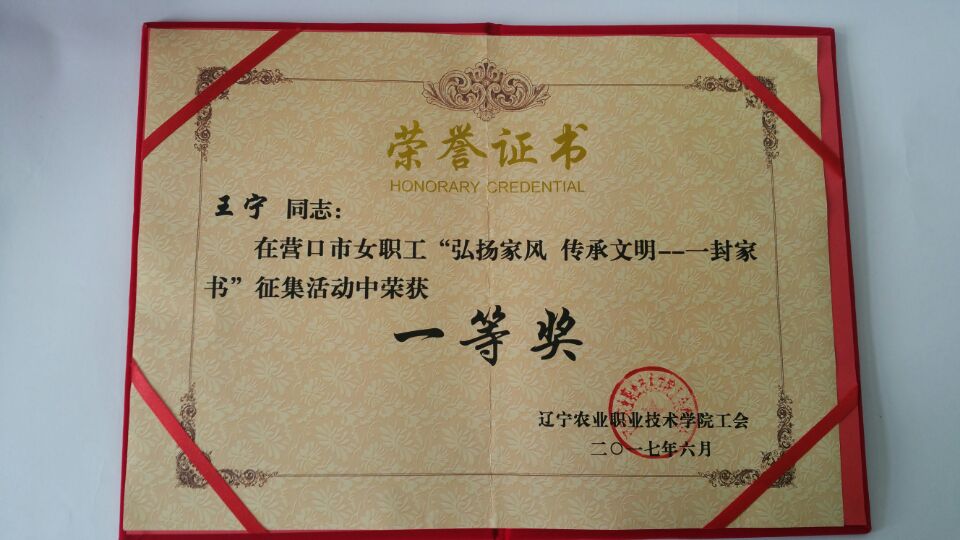 荣誉证书
HONORARY CREDENTIAL
王宁 同志：
在营口市女职工“弘扬家风 传承文明--一封家
书”征集活动中荣获
一等奖
辽宁农业职业技术学院工会
二〇一七年六月